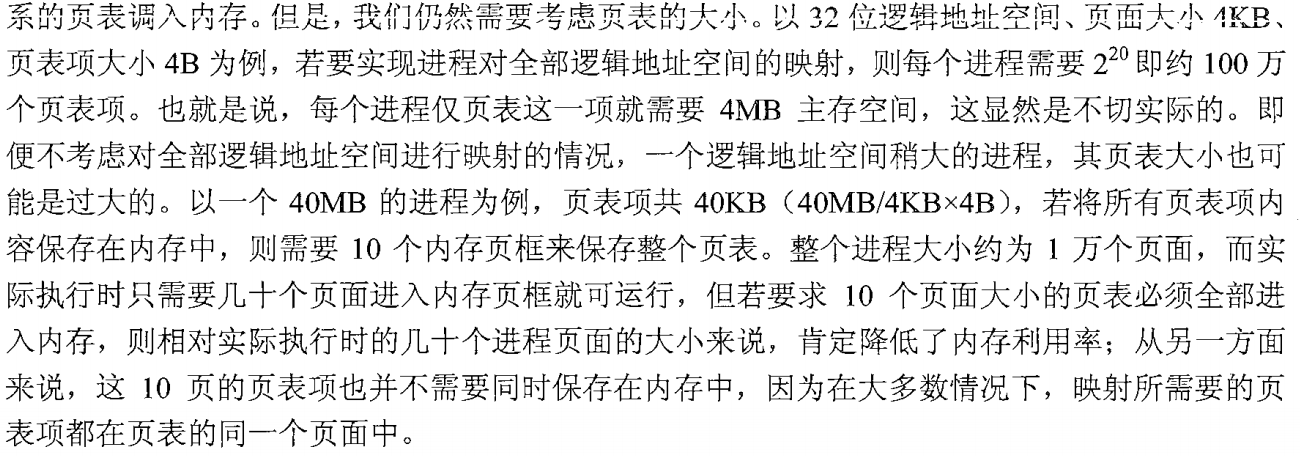 系的页表调入内存。但是，我们仍然需要考虑页表的大小。以 32 位逻辑地址空间、页面大小 4KB、
页表项大小 4B 为例，若要实现进程对全部逻辑地址空间的映射，则每个进程需要 2²⁰ 即约 100 万
个页表项。也就是说，每个进程仅页表这一项就需要 4MB 主存空间，这显然是不切实际的。即
便不考虑对全部逻辑地址空间进行映射的情况，一个逻辑地址空间稍大的进程，其页表大小也可
能是过大的。以一个 40MB 的进程为例，页表项共 40KB（40MB/4KB×4B），若将所有页表项内
容保存在内存中，则需要 10 个内存页框来保存整个页表。整个进程大小约为 1 万个页面，而实
际执行时只需要几十个页面进入内存页框就可运行，但若要求 10 个页面大小的页表必须全部进
入内存，则相对实际执行时的几十个进程页面的大小来说，肯定降低了内存利用率；从另一方面
来说，这 10 页的页表项也并不需要同时保存在内存中，因为在大多数情况下，映射所需要的页
表项都在页表的同一个页面中。